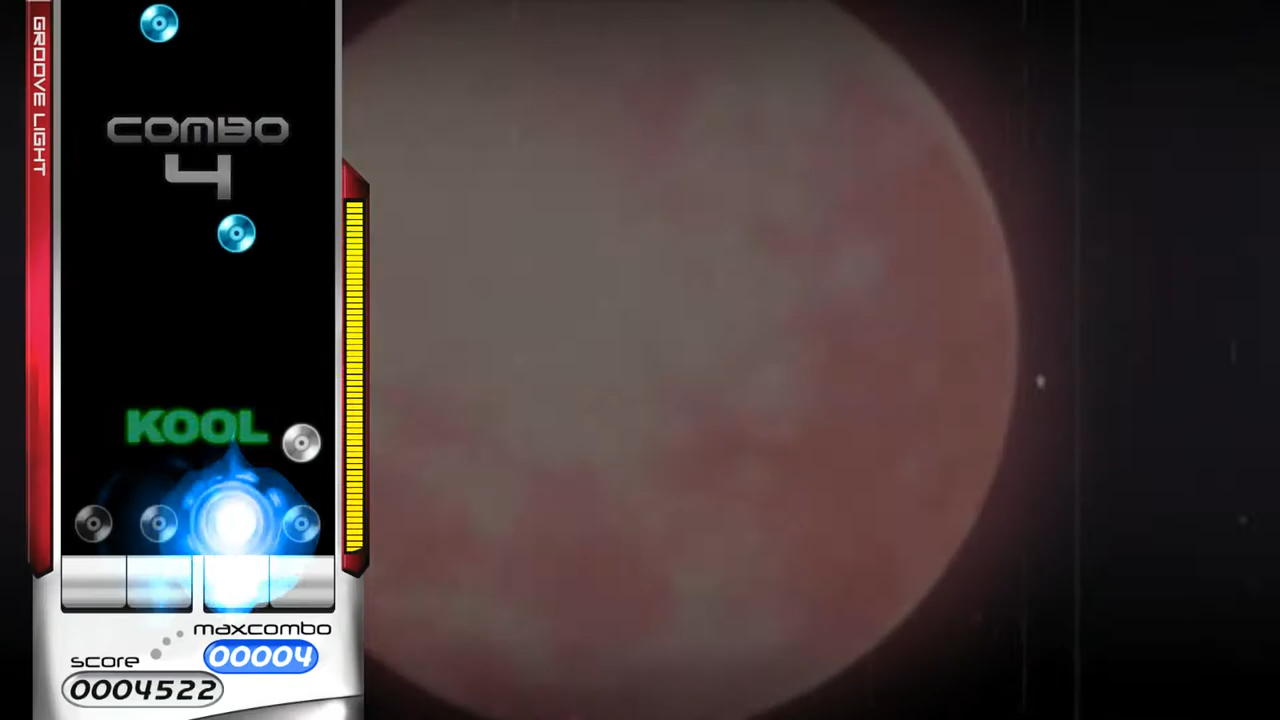 GROOVE LIGHT
COMBO
4
KOOL
maxcombo
00004
score
0004522